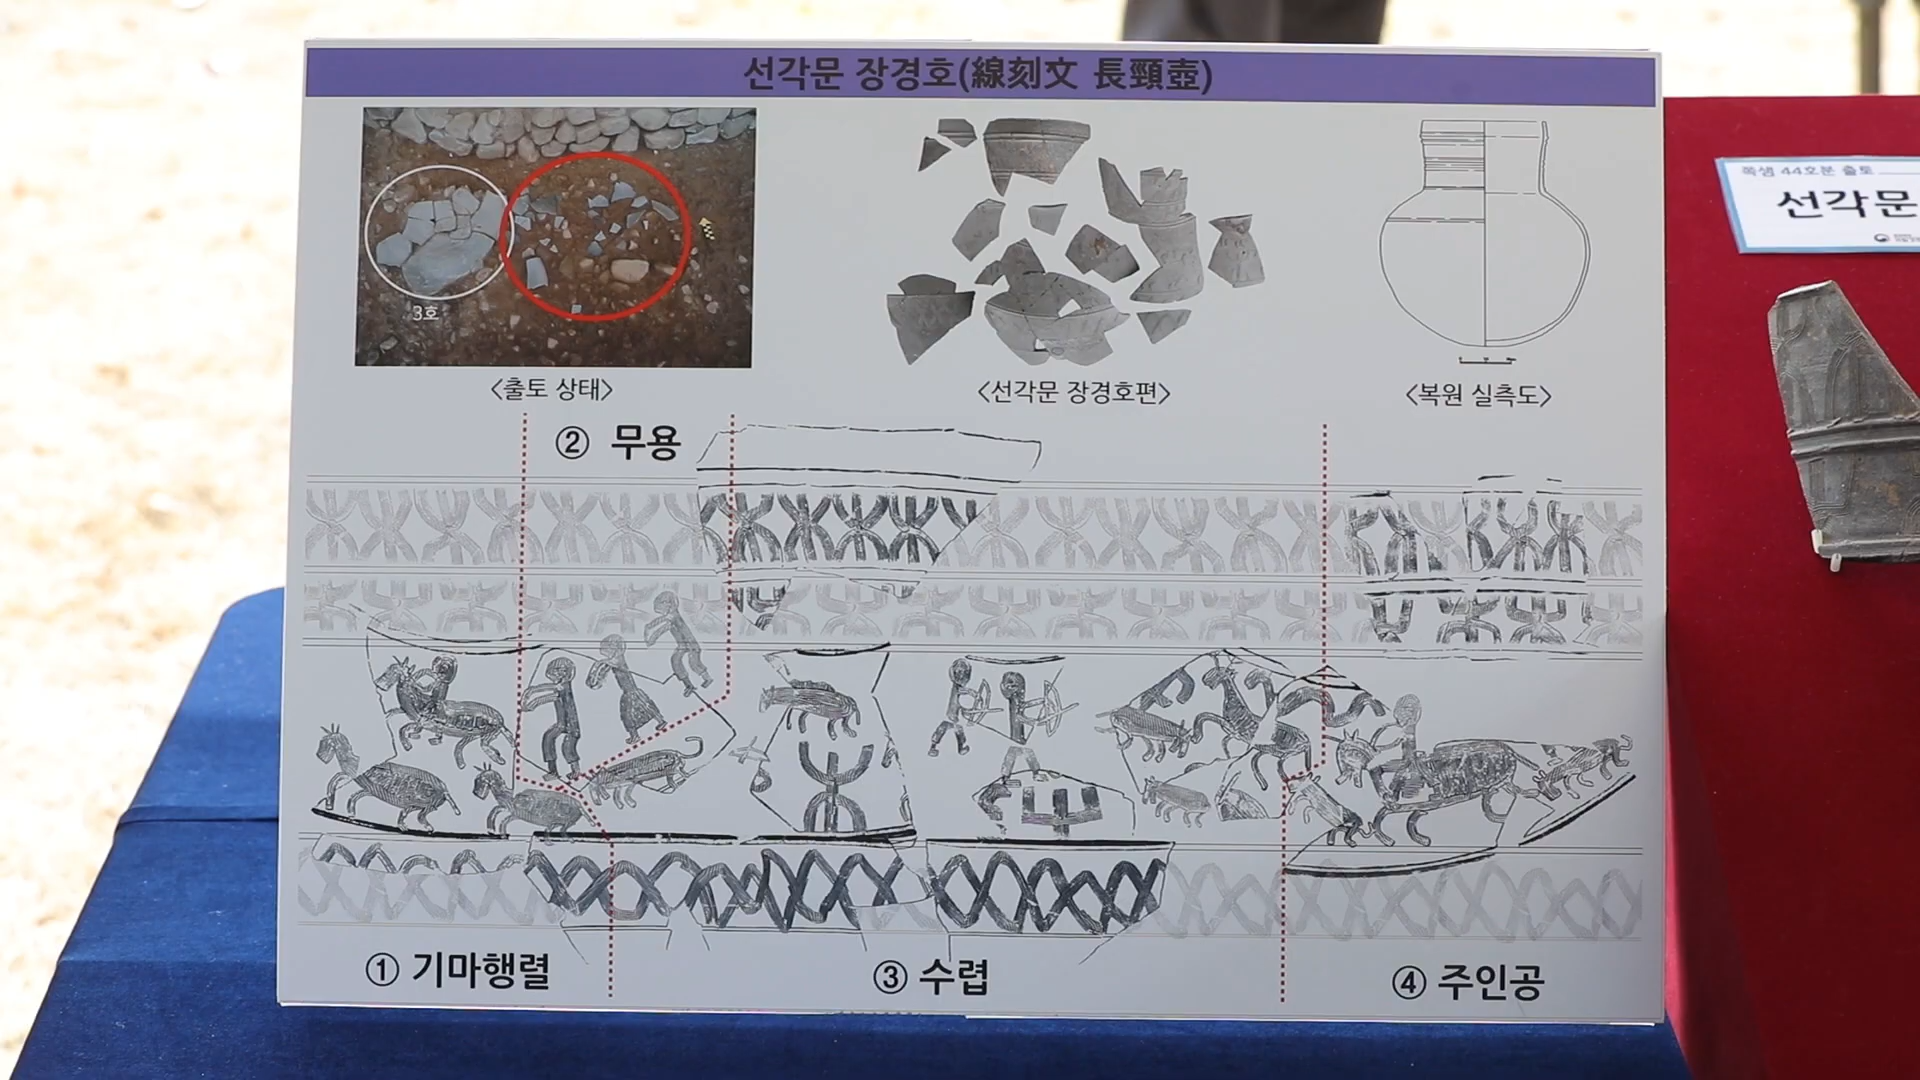 선각문 장경호(線刻文 長頸壺)
3호
<출토 상태>
<선각문 장경호편>
<복원 실측도>
② 무용
① 기마행렬
③ 수렵
④ 주인공
쪽샘 44호분 출토
선각문